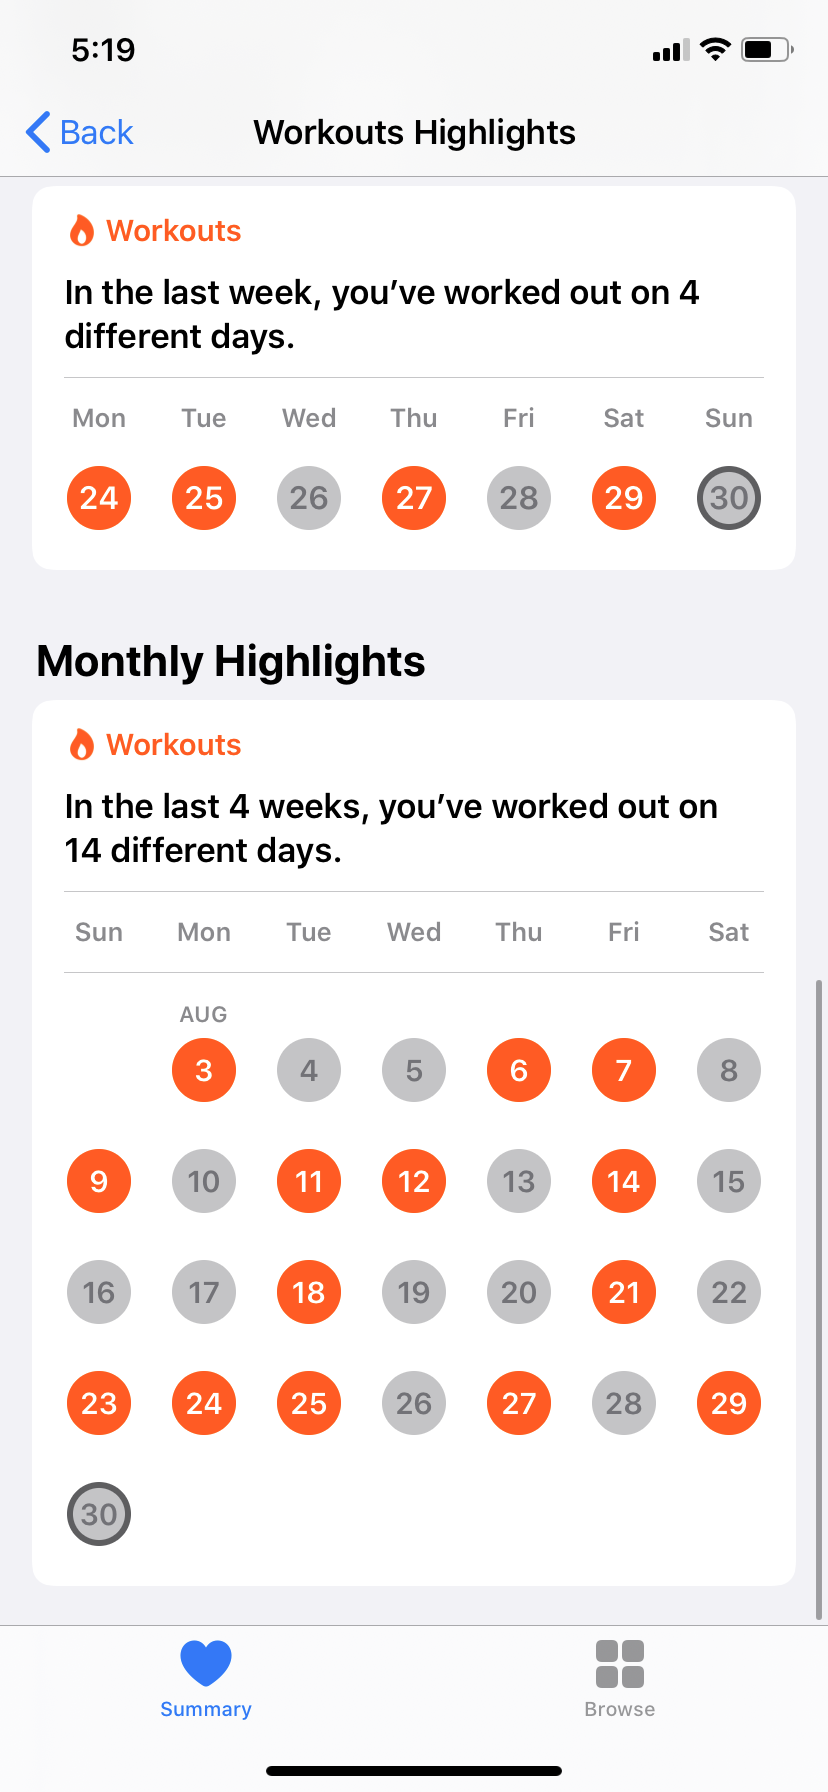 5:19
Back
Workouts Highlights
Workouts
In the last week, you’ve worked out on 4
different days.
Mon Tue Wed Thu Fri Sat Sun
24 25 26 27 28 29 30
Monthly Highlights
Workouts
In the last 4 weeks, you’ve worked out on
14 different days.
Sun Mon Tue Wed Thu Fri Sat
AUG
3 4 5 6 7 8
9 10 11 12 13 14 15
16 17 18 19 20 21 22
23 24 25 26 27 28 29
30
Summary Browse